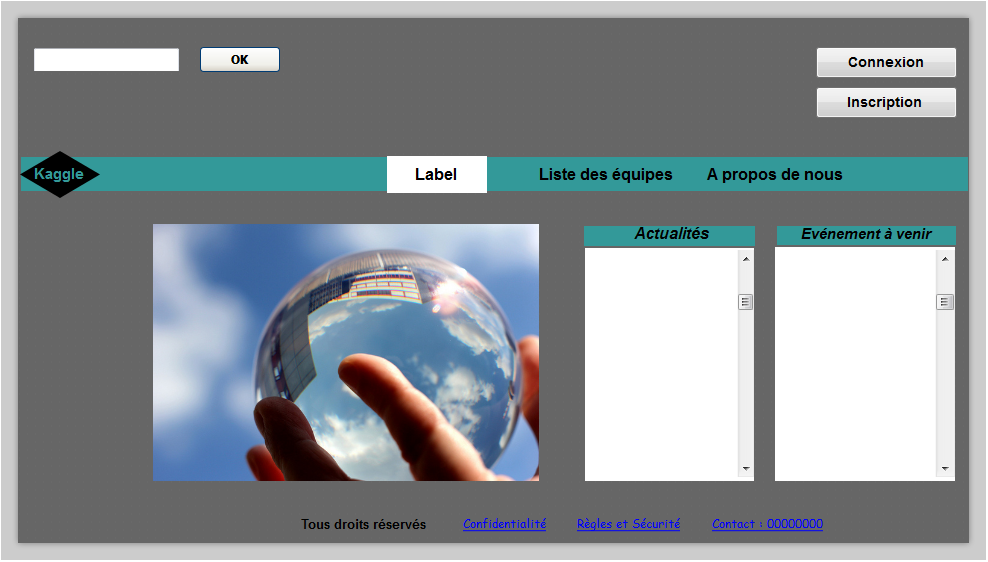 OK
Connexion
Inscription
Kaggle
Label
Liste des équipes
A propos de nous
Actualités
Evénement à venir
Tous droits réservés
Confidentialité
Règles et Sécurité
Contact : 00000000